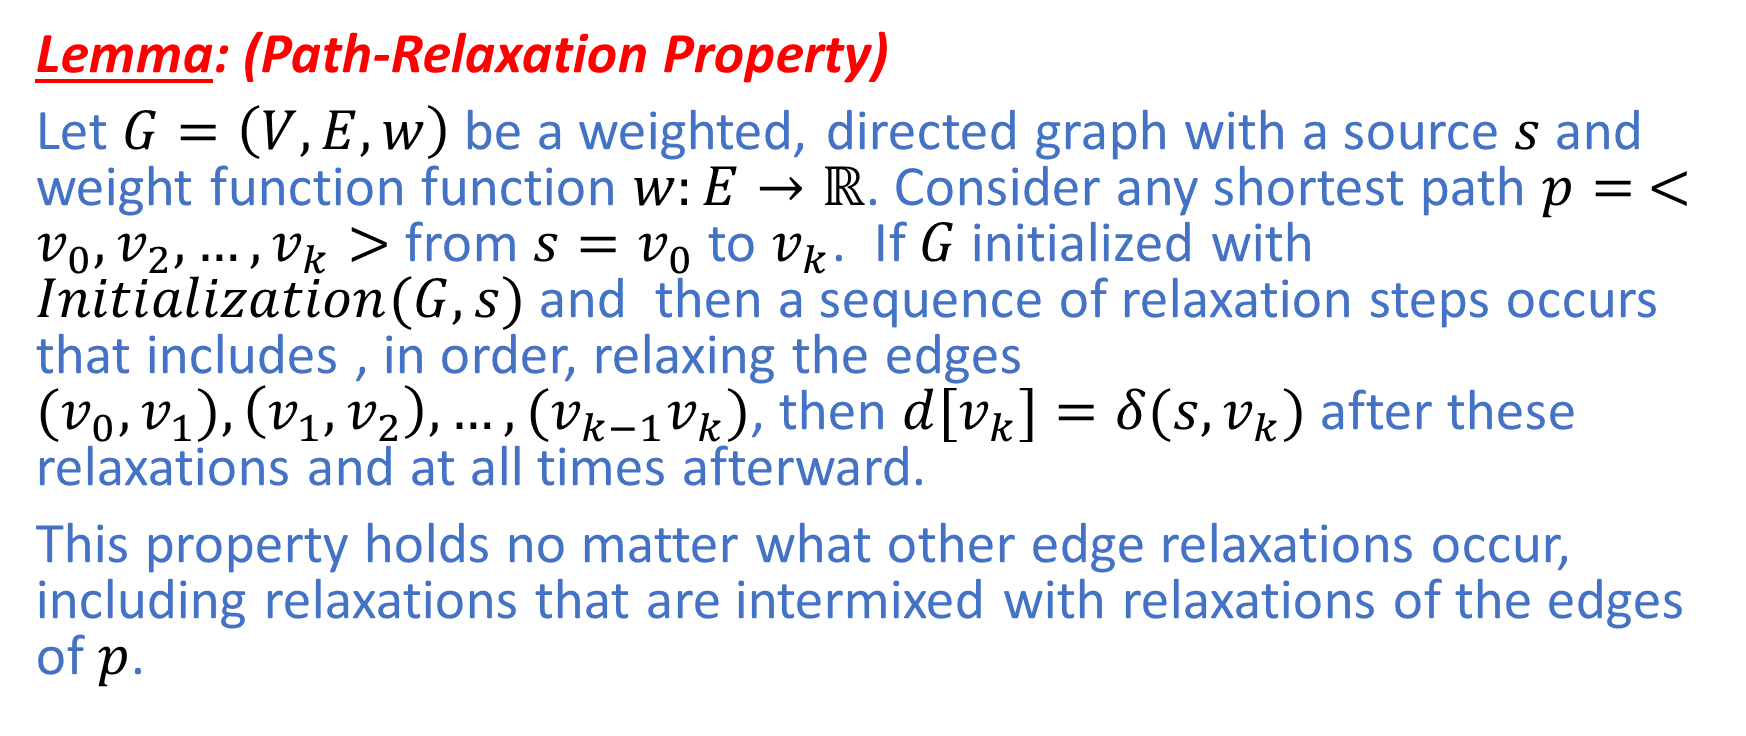 Lemma: (Path-Relaxation Property)
Let G = (V, E, w) be a weighted, directed graph with a source s and
weight function function w: E → ℝ. Consider any shortest path p = <
v₀, v₂, … , vₖ > from s = v₀ to vₖ. If G initialized with
Initialization(G, s) and then a sequence of relaxation steps occurs
that includes , in order, relaxing the edges
(v₀, v₁), (v₁, v₂), … , (vₖ₋₁vₖ), then d[vₖ] = δ(s, vₖ) after these
relaxations and at all times afterward.
This property holds no matter what other edge relaxations occur,
including relaxations that are intermixed with relaxations of the edges
of p.